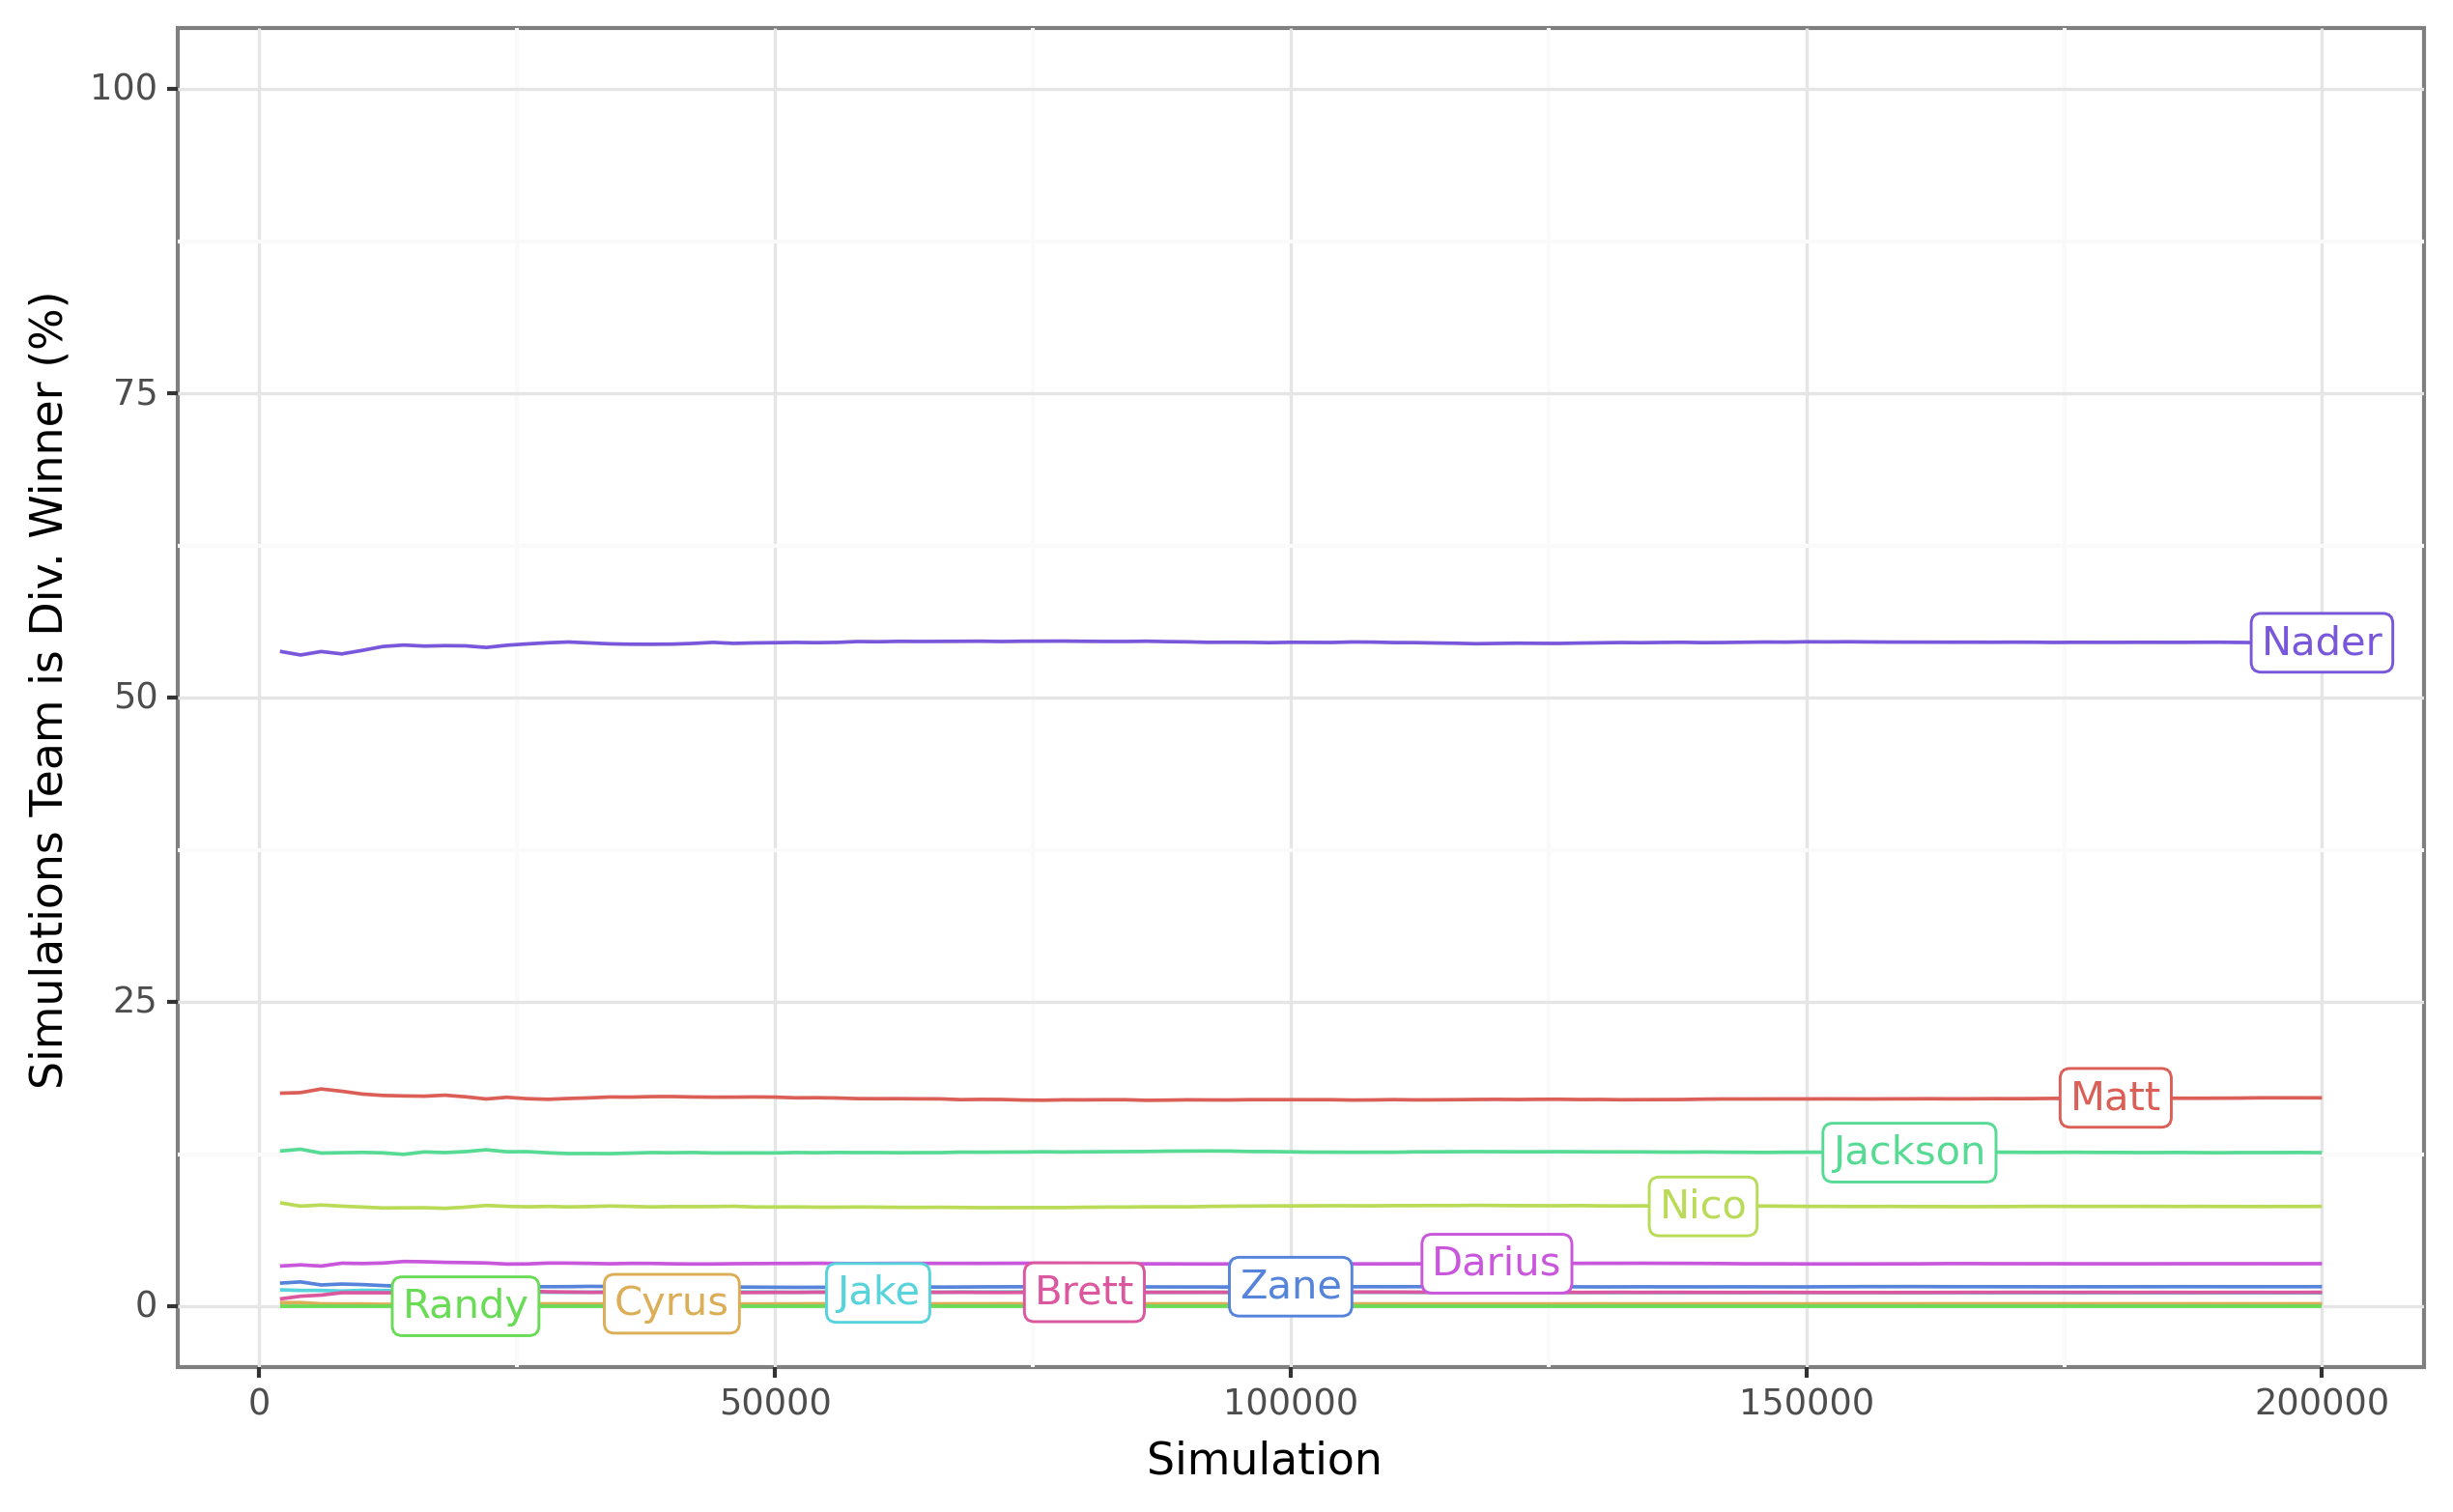 Simulations Team is Div. Winner (%)
100
75
50
25
0
Nader
Matt
Jackson
Nico
Darius
Zane
Brett
Jake
Cyrus
Randy
0
50000
100000
150000
200000
Simulation